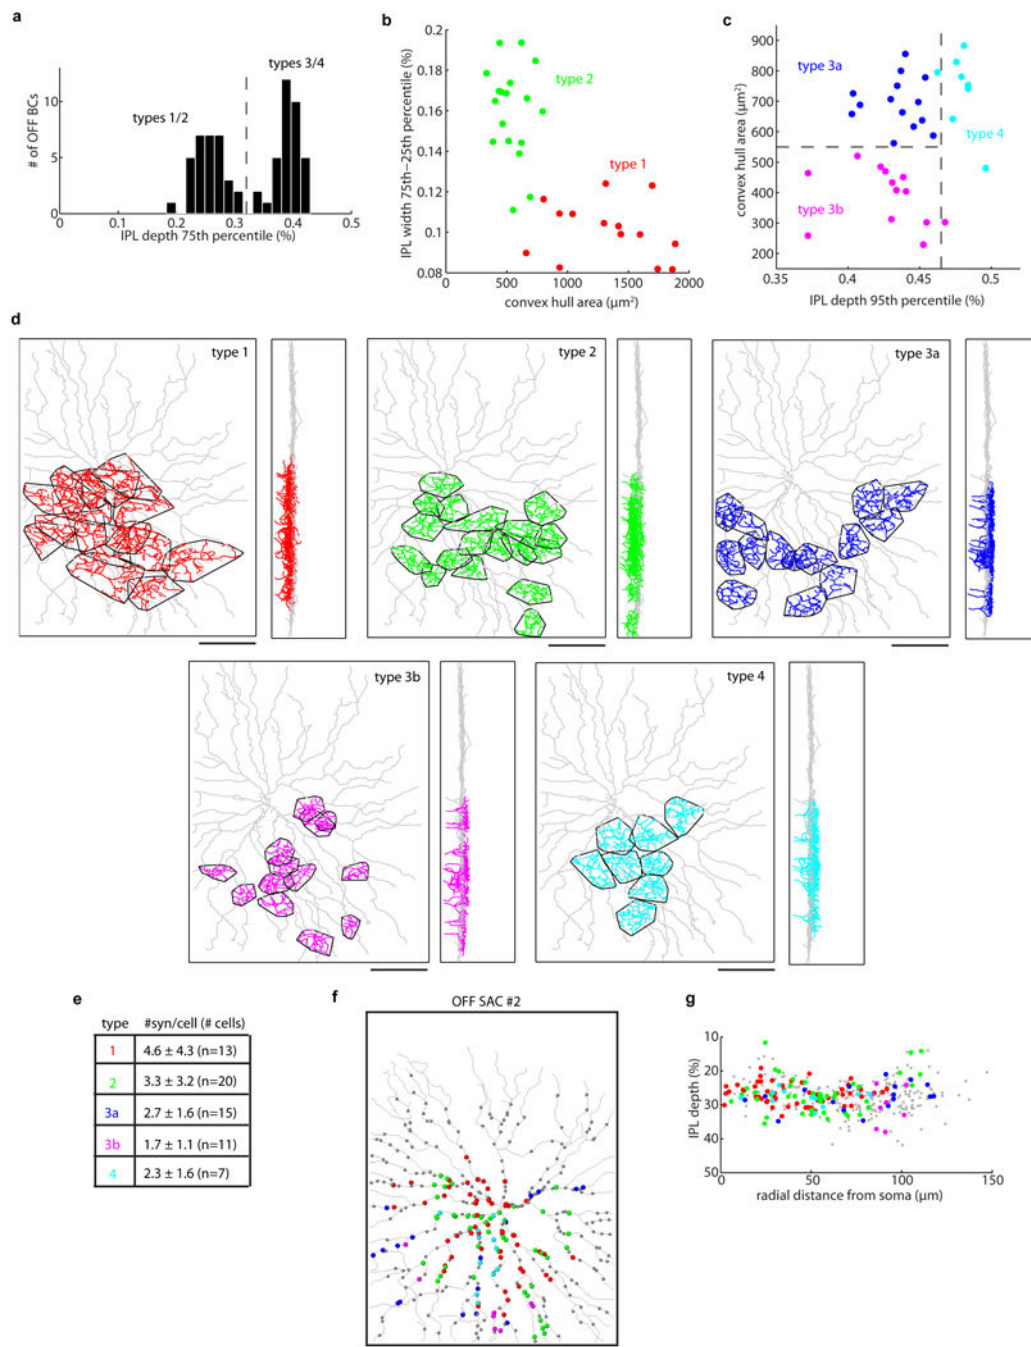 a
types 3/4
types 1/2
# of OFF BCs
10
5
0
0
0.1
0.2
0.3
0.4
0.5
IPL depth 75th percentile (%)
b
type 2
type 1
IPL width 75th−25th percentile (%)
0.2
0.18
0.16
0.14
0.12
0.1
0.08
0
500
1000
1500
2000
convex hull area (μm²)
c
type 3a
type 4
type 3b
convex hull area (μm²)
900
800
700
600
500
400
300
200
0.35
0.4
0.45
0.5
IPL depth 95th percentile (%)
d
type 1
type 2
type 3a
type 3b
type 4
e
type #syn/cell (# cells)
1 4.6 ± 4.3 (n=13)
2 3.3 ± 3.2 (n=20)
3a 2.7 ± 1.6 (n=15)
3b 1.7 ± 1.1 (n=11)
4 2.3 ± 1.6 (n=7)
f
OFF SAC #2
g
IPL depth (%)
10
20
30
40
50
0
50
100
150
radial distance from soma (μm)